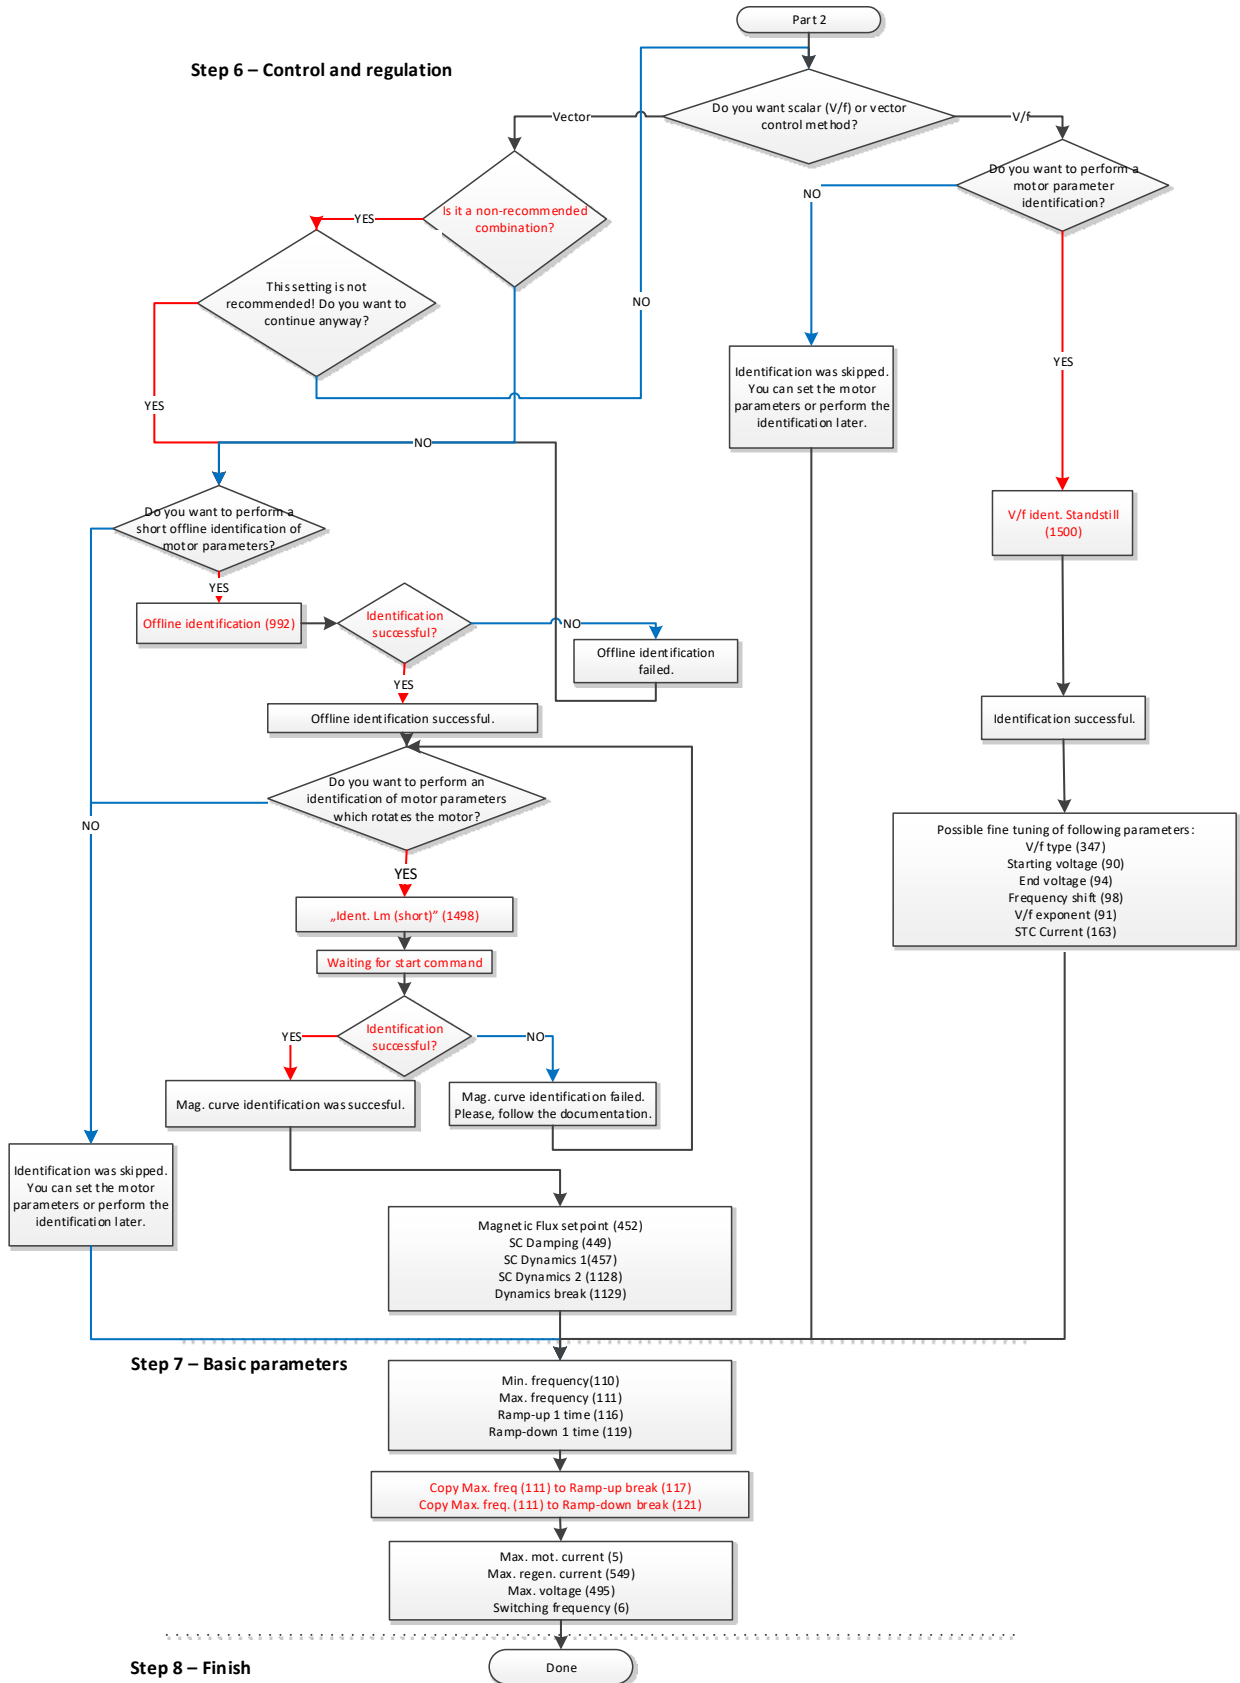 Part 2
Step 6 – Control and regulation
Do you want scalar (V/f) or vector
control method?
Vector
V/f
Do you want to perform a
motor parameter
identification?
NO
Is it a non-recommended
combination?
YES
This setting is not
recommended! Do you want to
continue anyway?
NO
YES
YES
Identification was skipped.
You can set the motor
parameters or perform the
identification later.
NO
Do you want to perform a
short offline identification of
motor parameters?
V/f ident. Standstill
(1500)
YES
Offline identification (992)
Identification
successful?
NO
Offline identification
failed.
YES
Offline identification successful.
Identification successful.
Do you want to perform an
identification of motor parameters
which rotates the motor?
NO
YES
Possible fine tuning of following parameters:
V/f type (347)
Starting voltage (90)
End voltage (94)
Frequency shift (98)
V/f exponent (91)
STC Current (163)
„Ident. Lm (short)” (1498)
Waiting for start command
Identification
successful?
YES
NO
Mag. curve identification was succesful.
Mag. curve identification failed.
Please, follow the documentation.
Identification was skipped.
You can set the motor
parameters or perform the
identification later.
Magnetic Flux setpoint (452)
SC Damping (449)
SC Dynamics 1(457)
SC Dynamics 2 (1128)
Dynamics break (1129)
Step 7 – Basic parameters
Min. frequency(110)
Max. frequency (111)
Ramp-up 1 time (116)
Ramp-down 1 time (119)
Copy Max. freq (111) to Ramp-up break (117)
Copy Max. freq. (111) to Ramp-down break (121)
Max. mot. current (5)
Max. regen. current (549)
Max. voltage (495)
Switching frequency (6)
Step 8 – Finish
Done